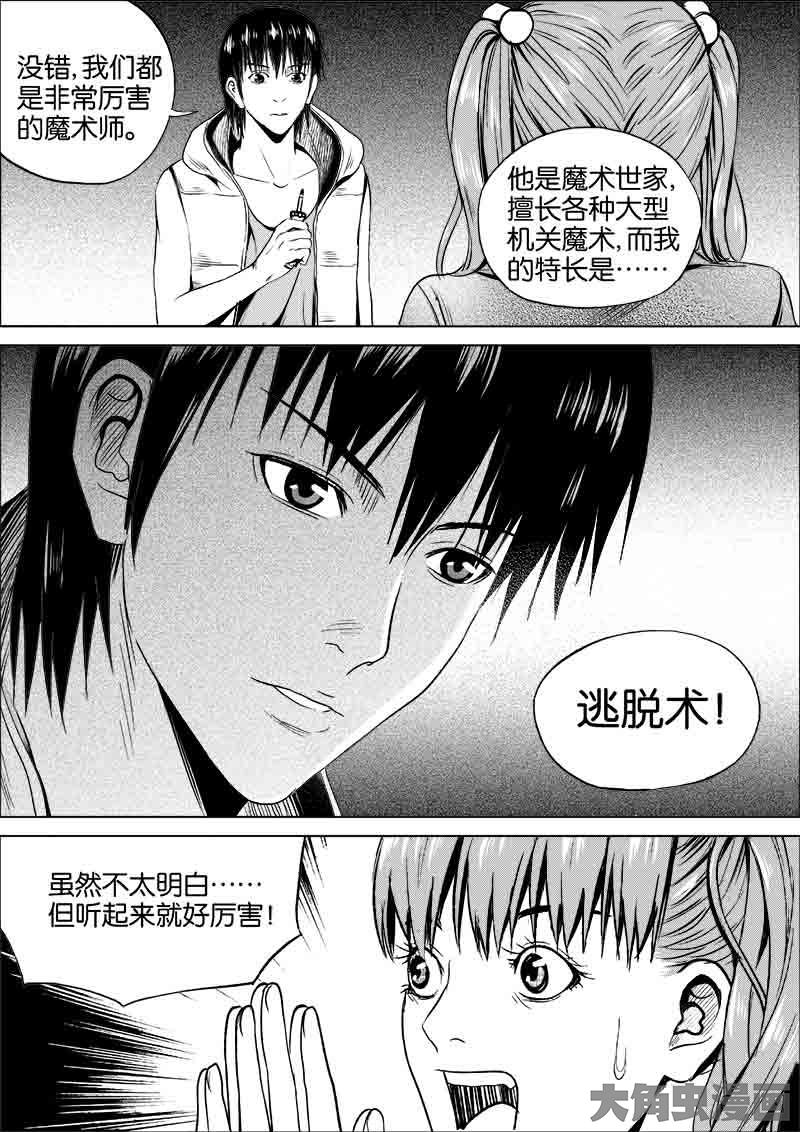 没错,我们都
是非常厉害
的魔术师。
他是魔术世家,
擅长各种大型
机关魔术,而我
的特长是……
逃脱术!
虽然不太明白……
但听起来就好厉害!
大角虫漫画